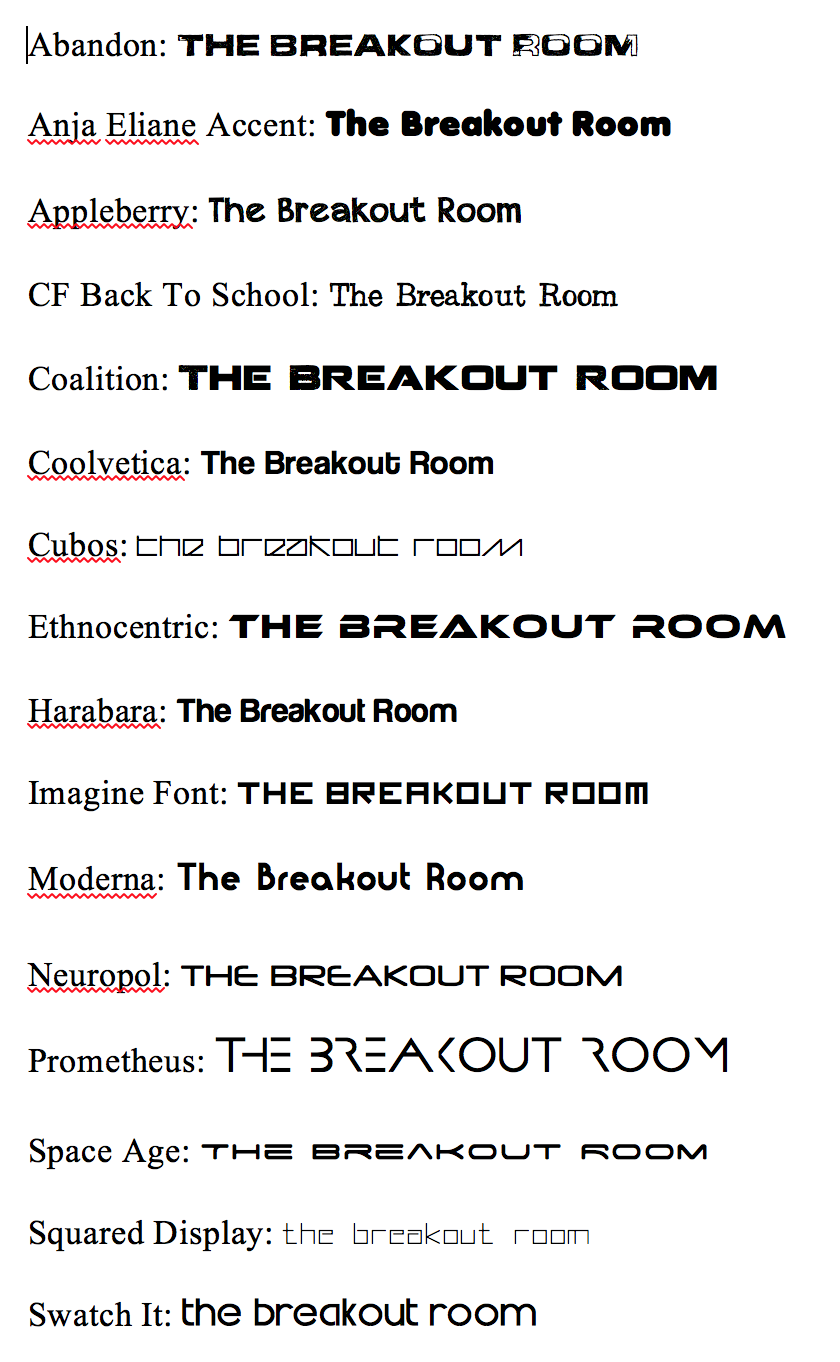 Abandon: THE BREAKOUT ROOM
Anja Eliane Accent: The Breakout Room
Appleberry: The Breakout Room
CF Back To School: The Breakout Room
Coalition: THE BREAKOUT ROOM
Coolvetica: The Breakout Room
Cubos: the breakout room
Ethnocentric: THE BREAKOUT ROOM
Harabara: The Breakout Room
Imagine Font: THE BREAKOUT ROOM
Moderna: The Breakout Room
Neuropol: THE BREAKOUT ROOM
Prometheus: THE BREAKOUT ROOM
Space Age: THE BREAKOUT ROOM
Squared Display: the breakout room
Swatch It: the breakout room